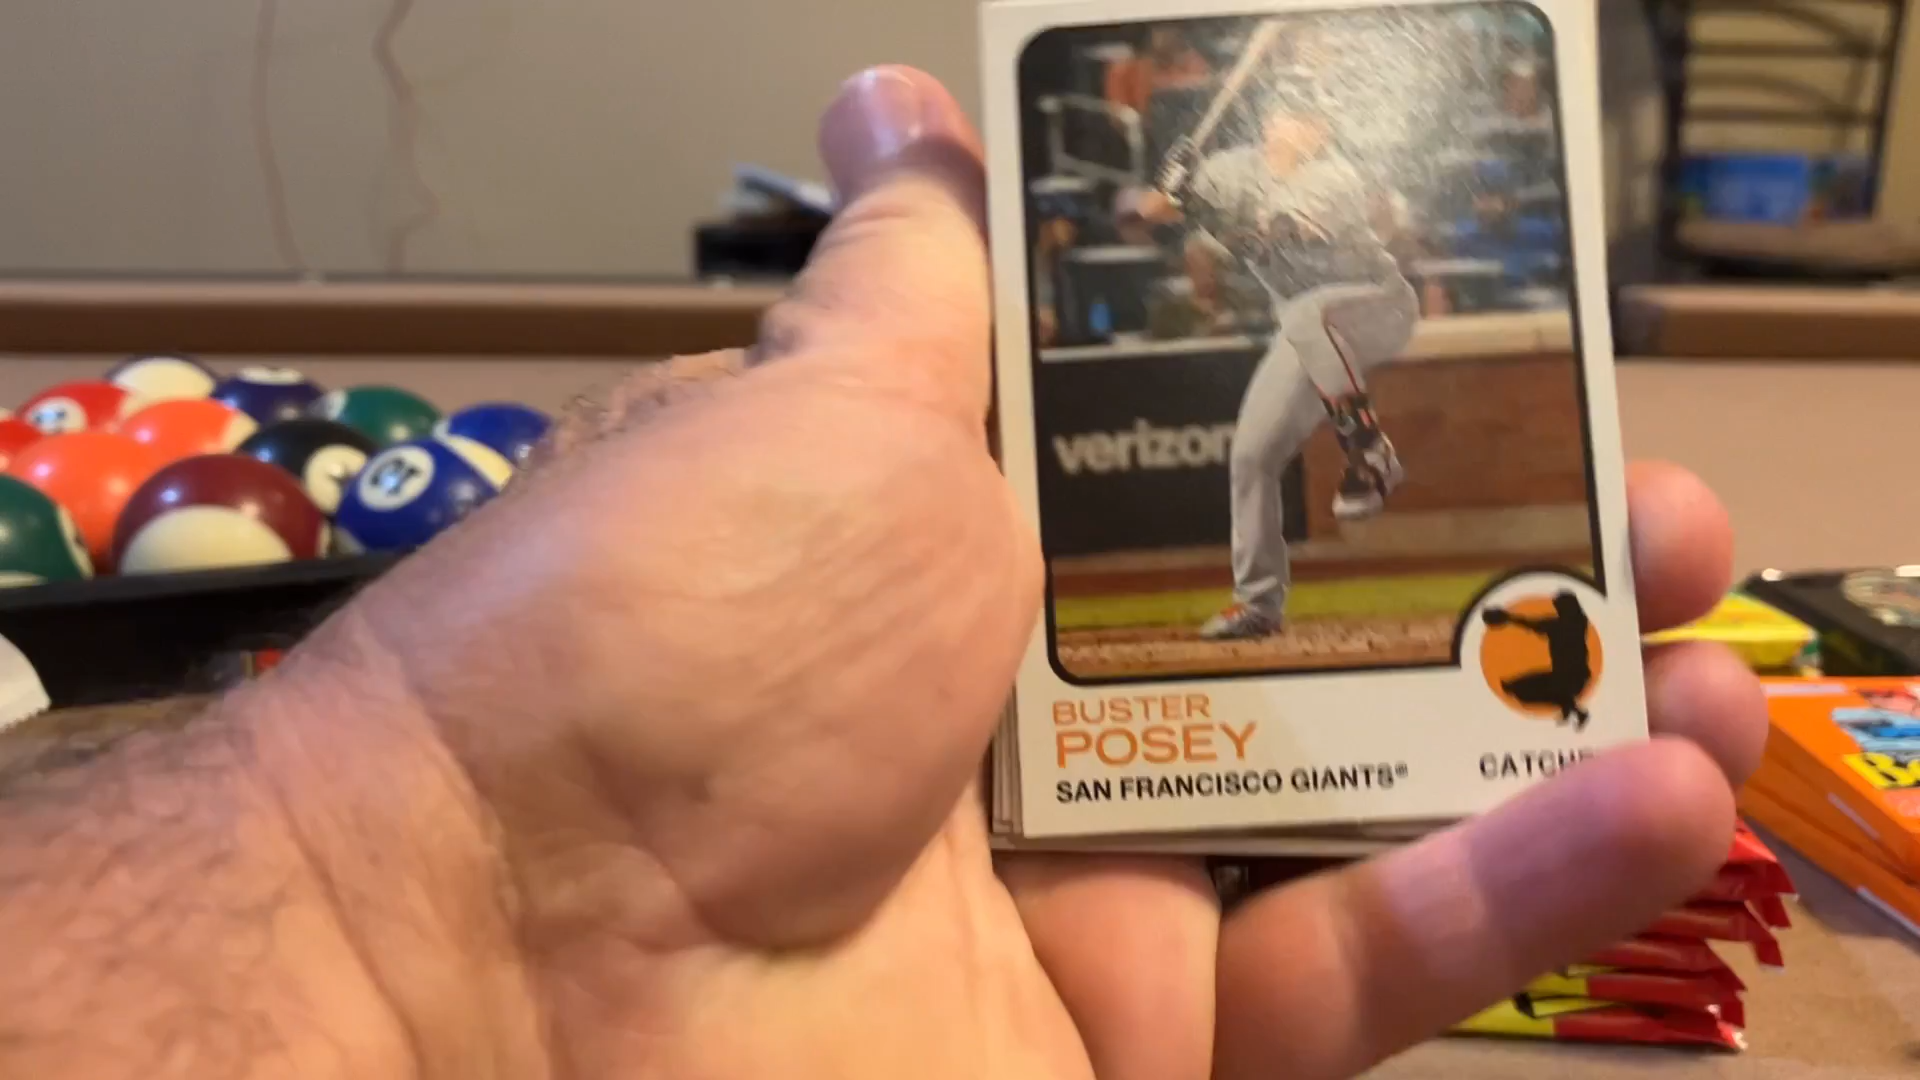 verizon
BUSTER
POSEY
SAN FRANCISCO GIANTS®
CATCHE